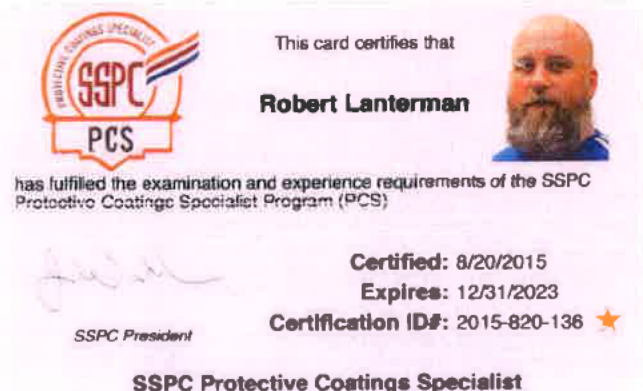 PROTECTIVE COATINGS SPECIALIST
SSPC
PCS
This card certifies that
Robert Lanterman
has fulfilled the examination and experience requirements of the SSPC
Protective Coatings Specialist Program (PCS)
Certified: 8/20/2015
Expires: 12/31/2023
SSPC President
Certification ID#: 2015-820-136
SSPC Protective Coatings Specialist